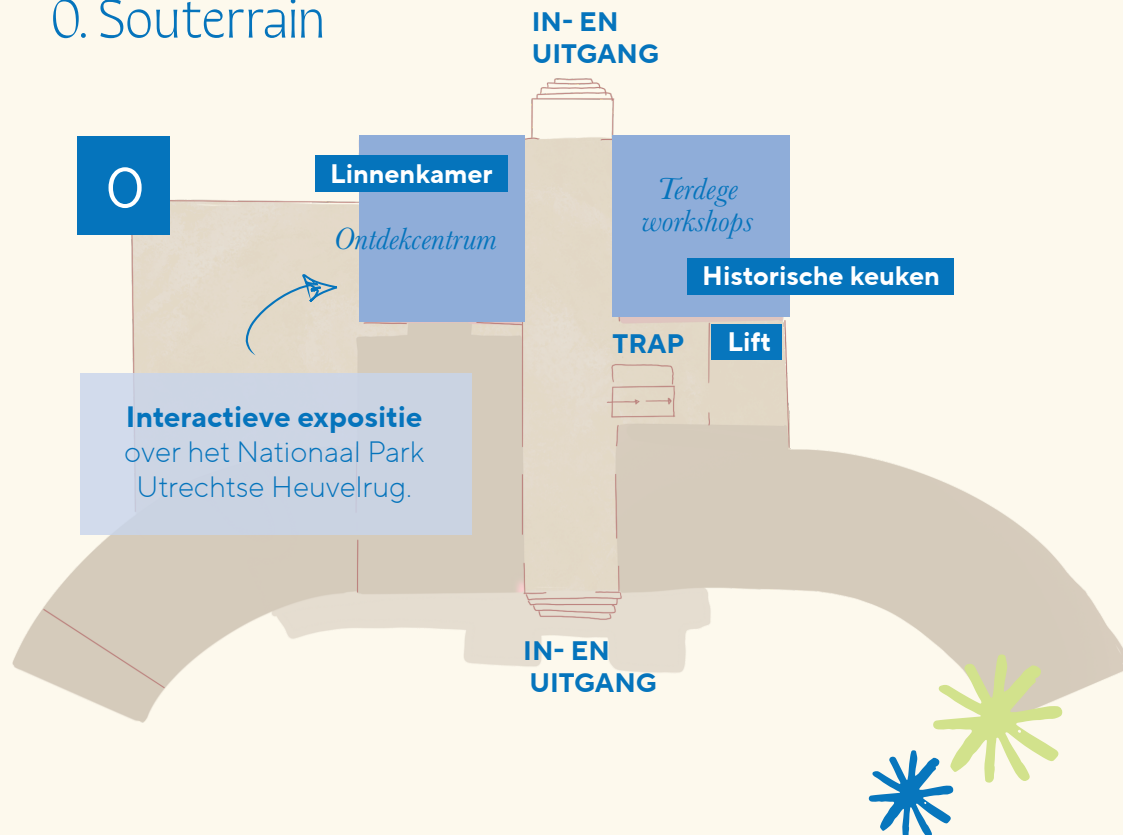 0. Souterrain
IN- EN
UITGANG
0
Linnenkamer
Ontdekcentrum
Terdege
workshops
Historische keuken
TRAP
Lift
Interactieve expositie
over het Nationaal Park
Utrechtse Heuvelrug.
IN- EN
UITGANG